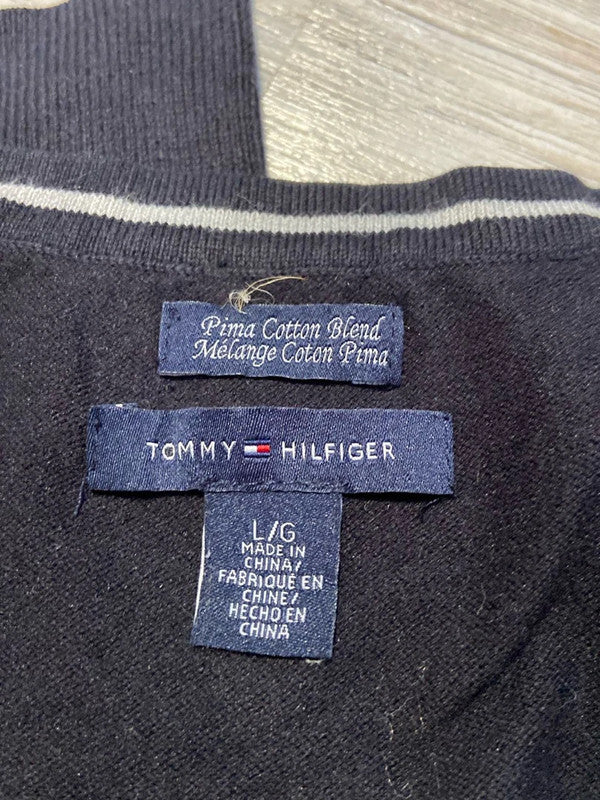 Pima Cotton Blend
Mélange Coton Pima
TOMMY HILFIGER
L/G
MADE IN
CHINA/
FABRIQUÉ EN
CHINE/
HECHO EN
CHINA